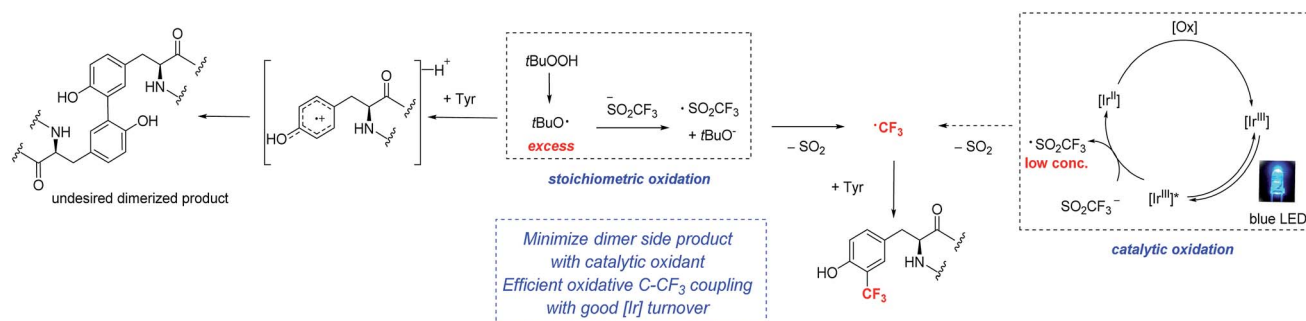 HO
HN
O
NH
OH
O
undesired dimerized product
HO
O
HN
H⁺
+ Tyr
tBuOOH
tBuO•
excess
⁻SO₂CF₃
•SO₂CF₃
+ tBuO⁻
stoichiometric oxidation
– SO₂
•CF₃
+ Tyr
– SO₂
HO
CF₃
O
HN
Minimize dimer side product
with catalytic oxidant
Efficient oxidative C-CF₃ coupling
with good [Ir] turnover
[Ox]
[Irᴵᴵ]
[Irᴵᴵᴵ]
•SO₂CF₃
low conc.
SO₂CF₃⁻
[Irᴵᴵᴵ]*
blue LED
catalytic oxidation